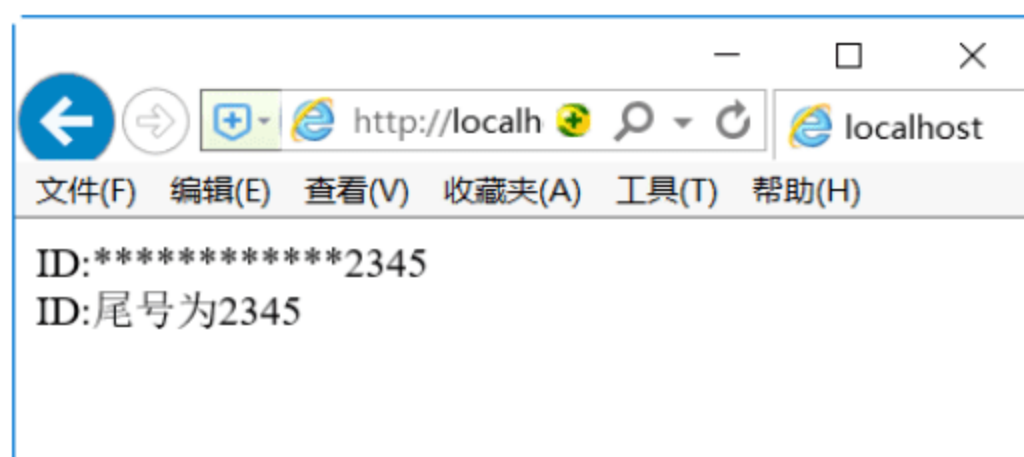 http://localh
localhost
文件(F) 编辑(E) 查看(V) 收藏夹(A) 工具(T) 帮助(H)
ID:************2345
ID:尾号为2345